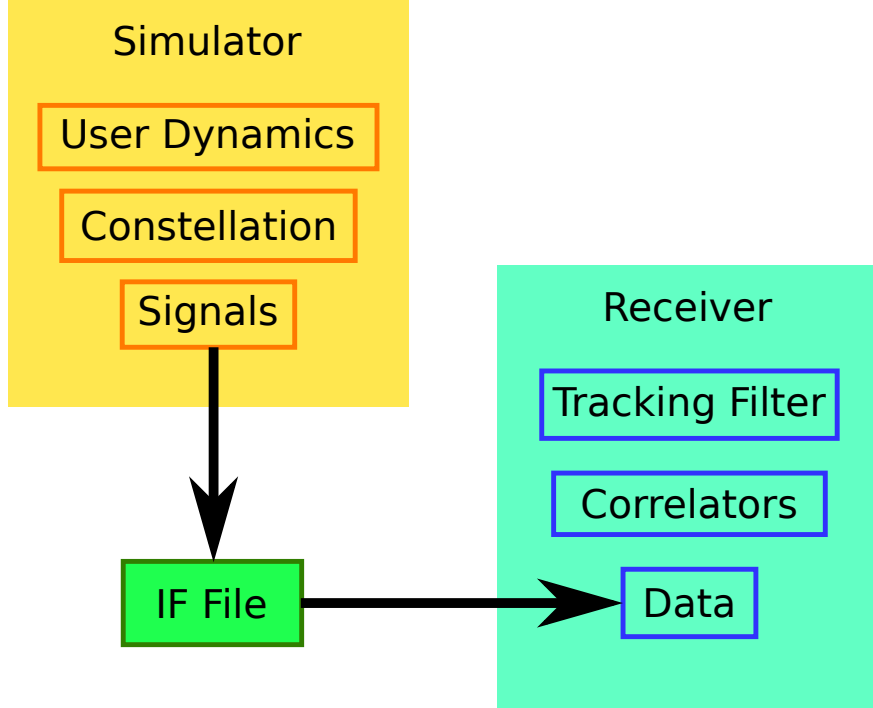 Simulator
User Dynamics
Constellation
Signals
Receiver
Tracking Filter
Correlators
IF File
Data